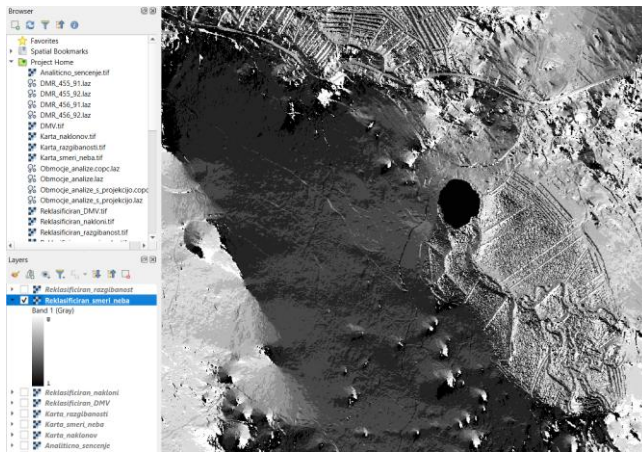 Browser
Favorites
Spatial Bookmarks
Project Home
Analiticno_sencenje.tif
DMR_455_91.laz
DMR_455_92.laz
DMR_456_91.laz
DMR_456_92.laz
DMV.tif
Karta_naklonov.tif
Karta_razgibanosti.tif
Karta_smeri_neba.tif
Obmocje_analize.copc.laz
Obmocje_analize.laz
Obmocje_analize_s_projekcijo.copc
Obmocje_analize_s_projekcijo.laz
Reklasificiran_DMV.tif
Reklasificiran_nakloni.tif
Reklasificiran_razgibanost.tif
Layers
Reklasificiran_razgibanost
Reklasificiran_smeri_neba
Band 1 (Gray)
8
1
Reklasificiran_nakloni
Reklasificiran_DMV
Karta_razgibanosti
Karta_smeri_neba
Karta_naklonov
Analiticno_sencenje